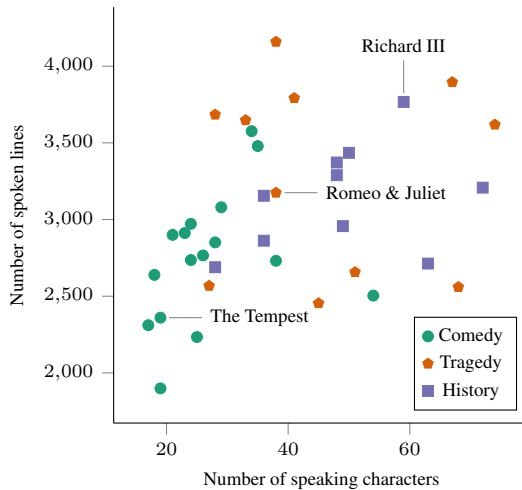 Richard III
4,000
3,500
Romeo & Juliet
3,000
Number of spoken lines
2,500
The Tempest
Comedy
Tragedy
History
2,000
20
40
60
Number of speaking characters